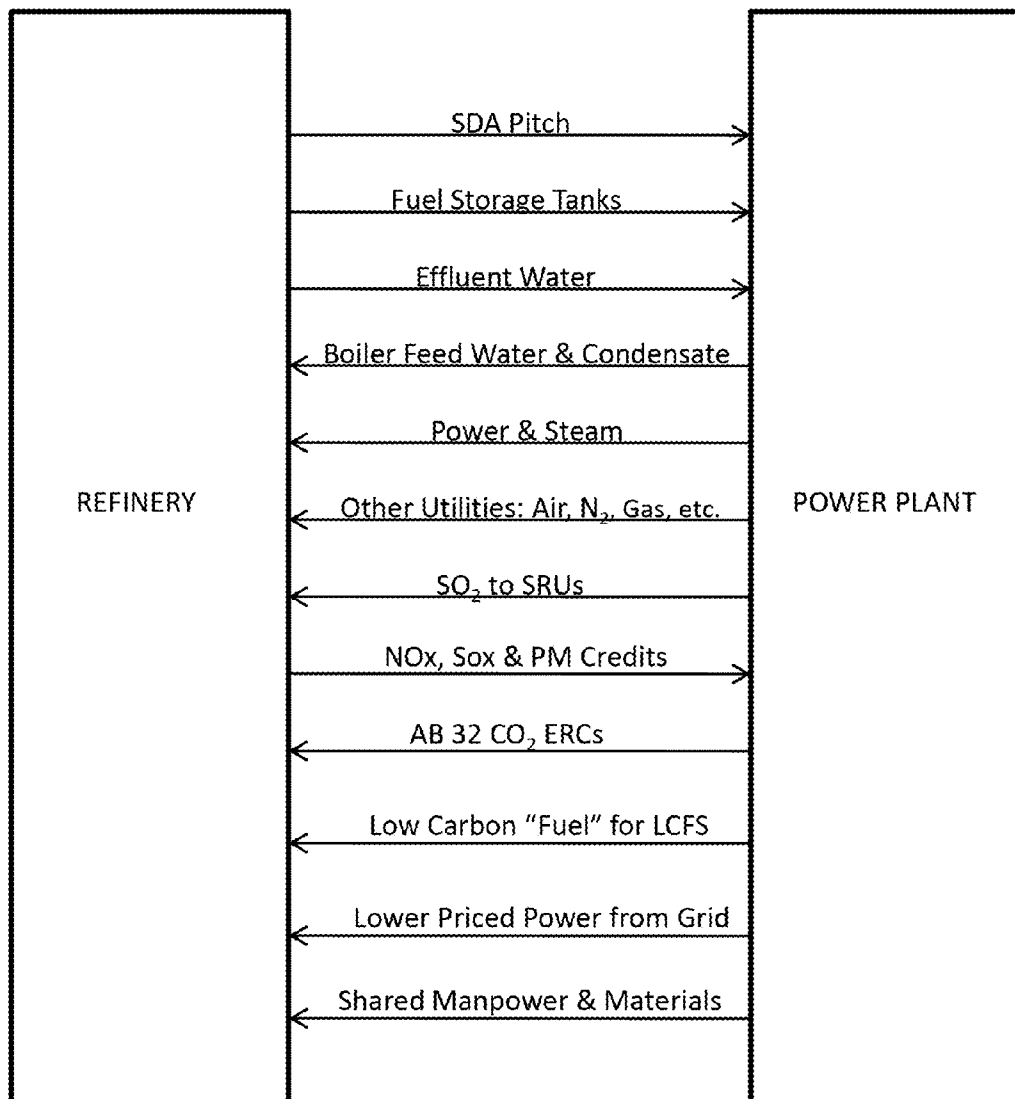 SDA Pitch
Fuel Storage Tanks
Effluent Water
Boiler Feed Water & Condensate
Power & Steam
REFINERY
Other Utilities: Air, N₂, Gas, etc.
POWER PLANT
SO₂ to SRUs
NOx, Sox & PM Credits
AB 32 CO₂ ERCs
Low Carbon “Fuel” for LCFS
Lower Priced Power from Grid
Shared Manpower & Materials